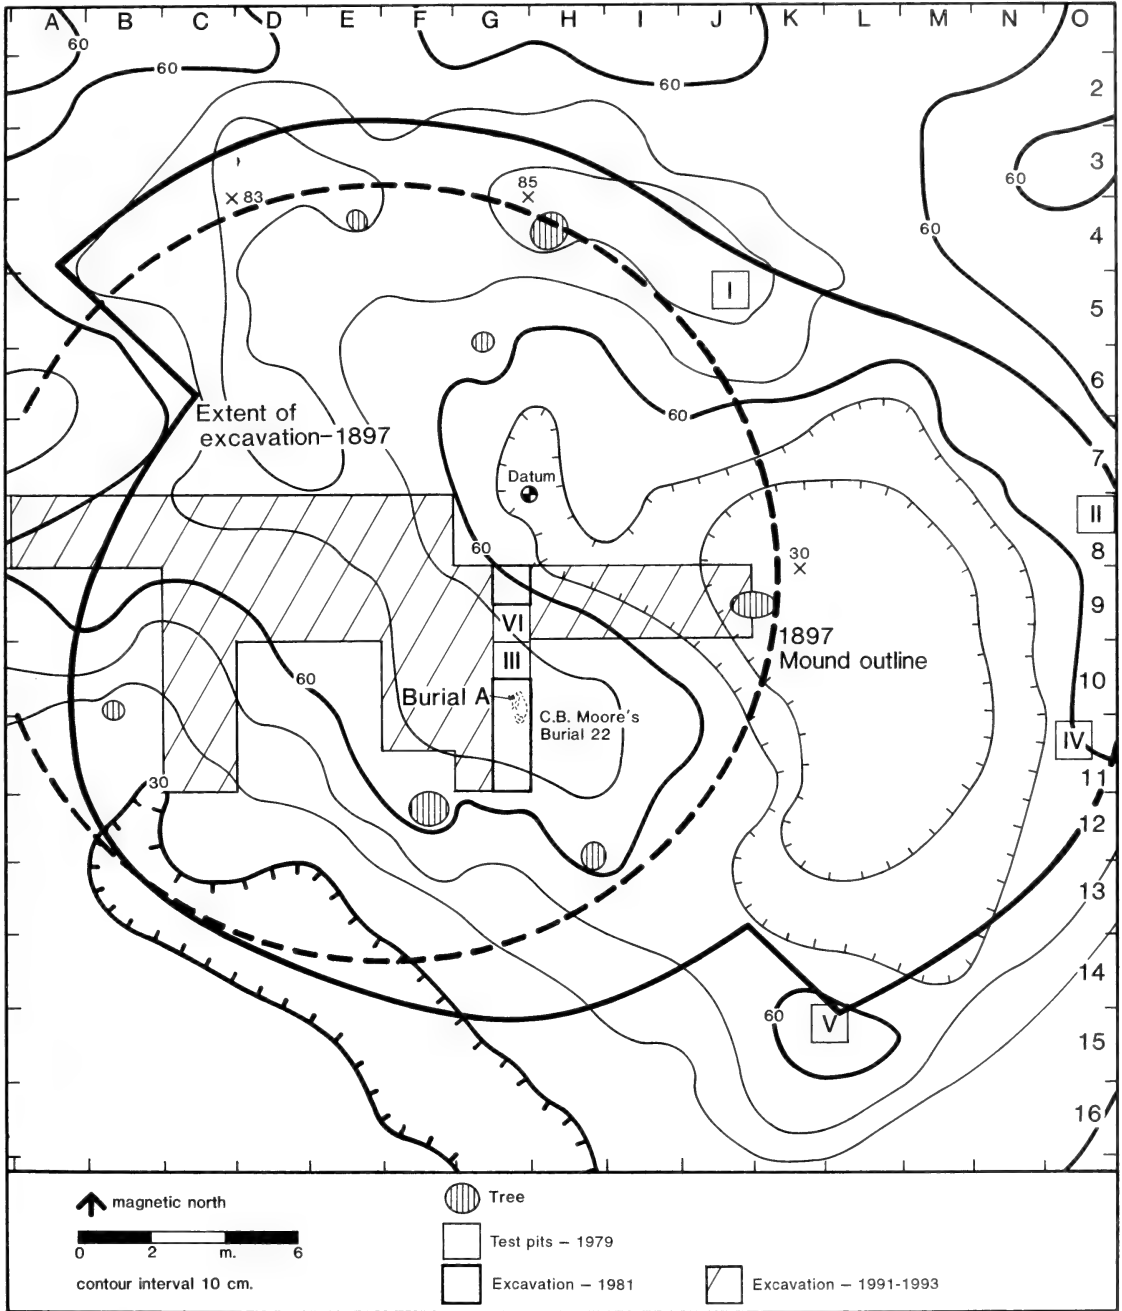 A B C D E F G H I J K L M N O
60
60
60
2
3
60
85
83
4
60
I
5
6
60
Extent of
excavation–1897
7
Datum
II
60
8
30
9
VI
1897
Mound outline
III
60
10
Burial A
C.B. Moore's
Burial 22
IV
30
11
12
13
14
60
V
15
16
magnetic north
0 2 m. 6
contour interval 10 cm.
Tree
Test pits – 1979
Excavation – 1981
Excavation – 1991-1993